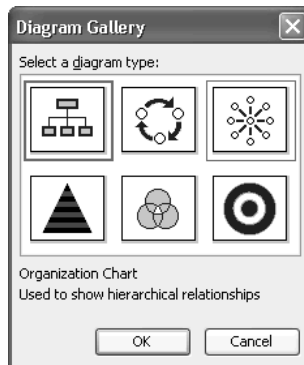 Diagram Gallery
Select a diagram type:
Organization Chart
Used to show hierarchical relationships
OK
Cancel